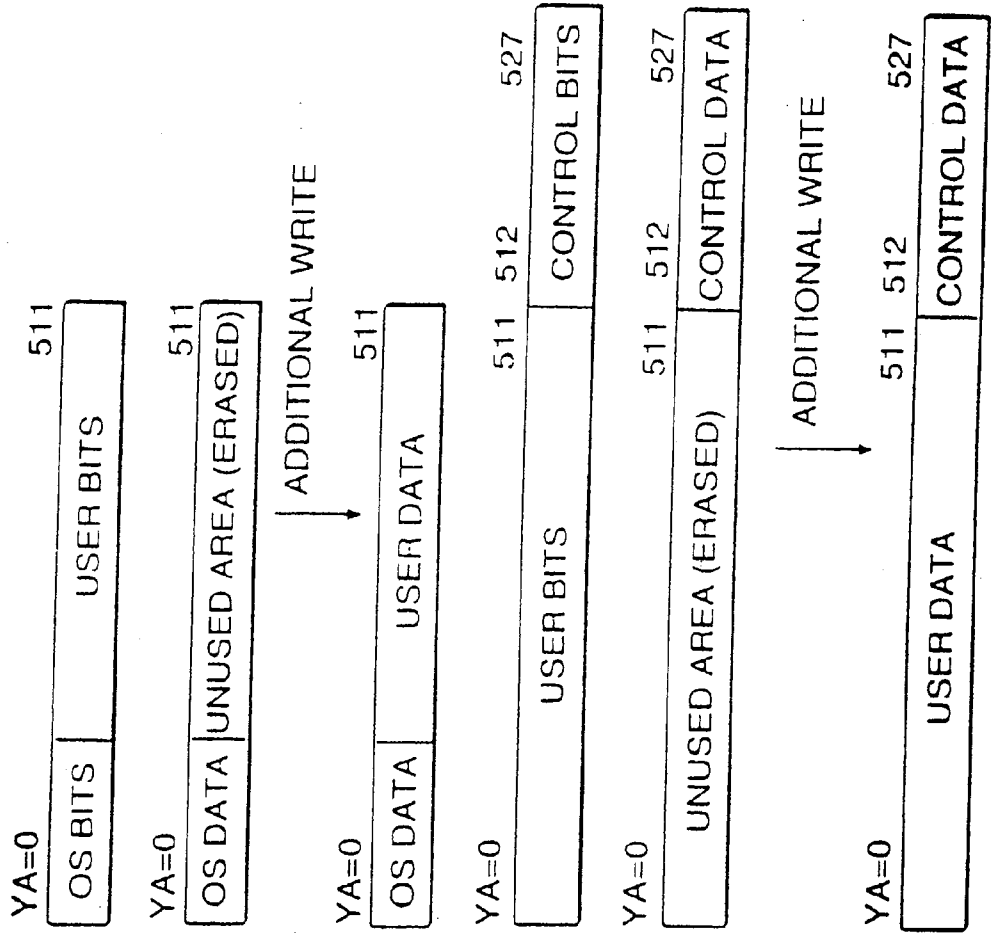 YA=0 511
OS BITS USER BITS
YA=0 511
OS DATA UNUSED AREA (ERASED)
ADDITIONAL WRITE
YA=0 511
OS DATA USER DATA
YA=0 511 512 527
USER BITS CONTROL BITS
YA=0 511 512 527
UNUSED AREA (ERASED) CONTROL DATA
ADDITIONAL WRITE
YA=0 511 512 527
USER DATA CONTROL DATA